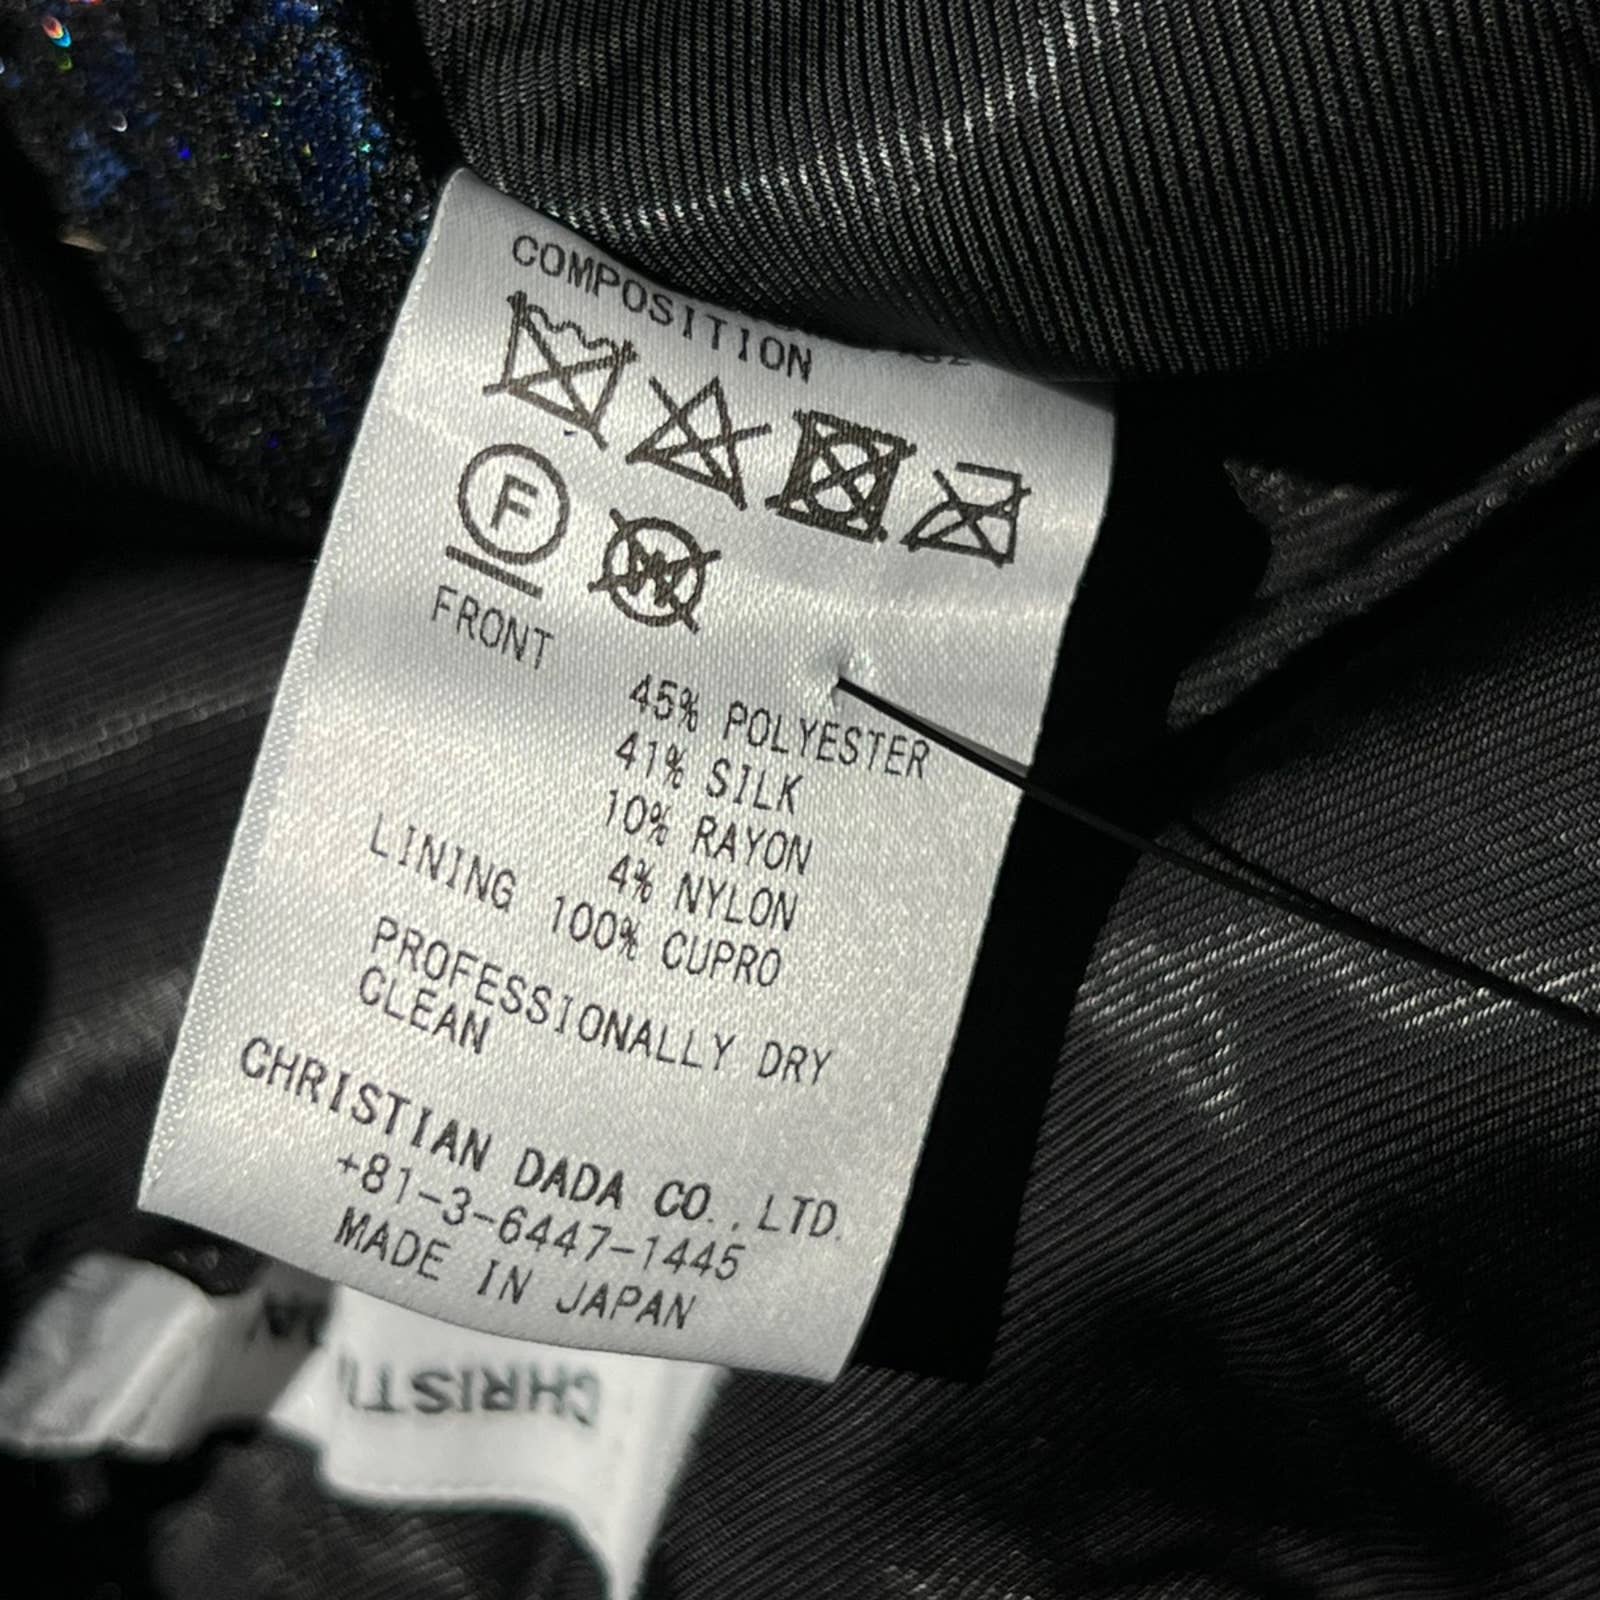 COMPOSITION
F
W
FRONT
45% POLYESTER
41% SILK
10% RAYON
4% NYLON
LINING 100% CUPRO
PROFESSIONALLY DRY
CLEAN
CHRISTIAN DADA CO.,LTD.
+81-3-6447-1445
MADE IN JAPAN
CHRISTI